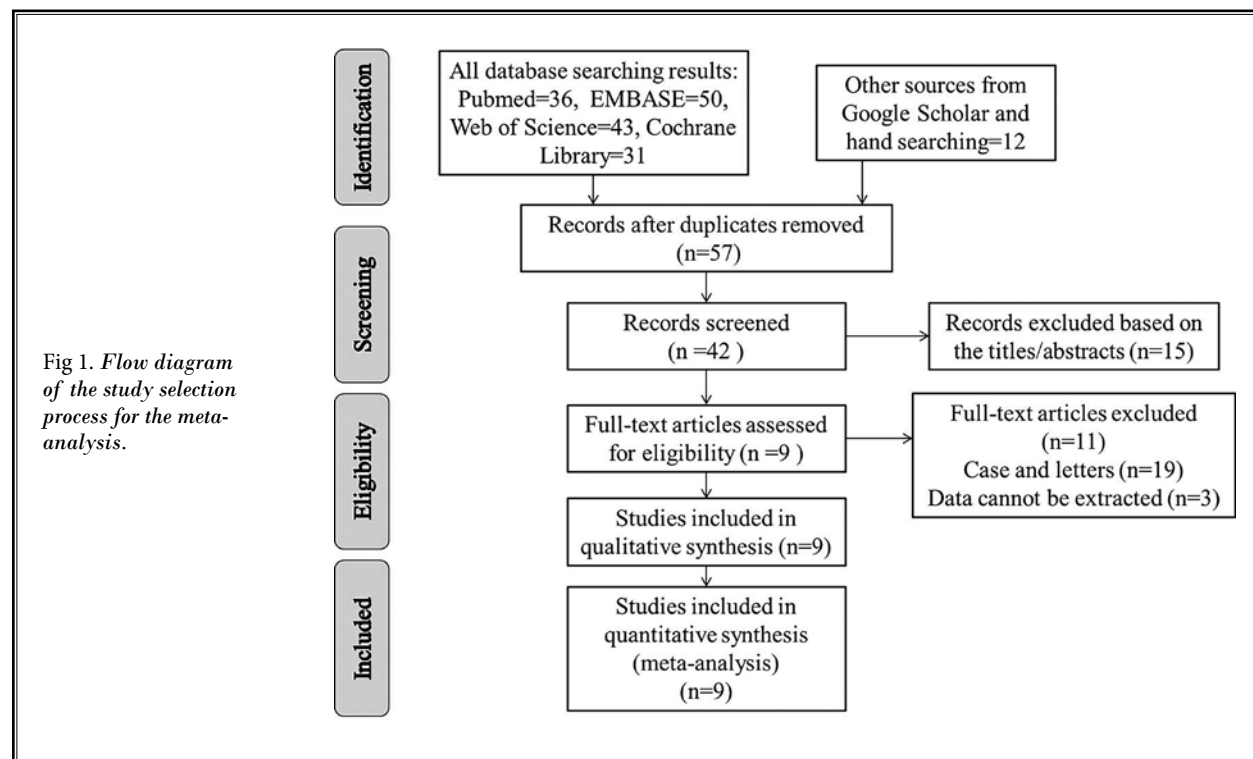 Identification
All database searching results:
Pubmed=36, EMBASE=50,
Web of Science=43, Cochrane
Library=31
Other sources from
Google Scholar and
hand searching=12
Screening
Records after duplicates removed
(n=57)
Records screened
(n =42 )
Records excluded based on
the titles/abstracts (n=15)
Fig 1. Flow diagram
of the study selection
process for the meta-
analysis.
Eligibility
Full-text articles assessed
for eligibility (n =9 )
Full-text articles excluded
(n=11)
Case and letters (n=19)
Data cannot be extracted (n=3)
Studies included in
qualitative synthesis (n=9)
Included
Studies included in
quantitative synthesis
(meta-analysis)
(n=9)